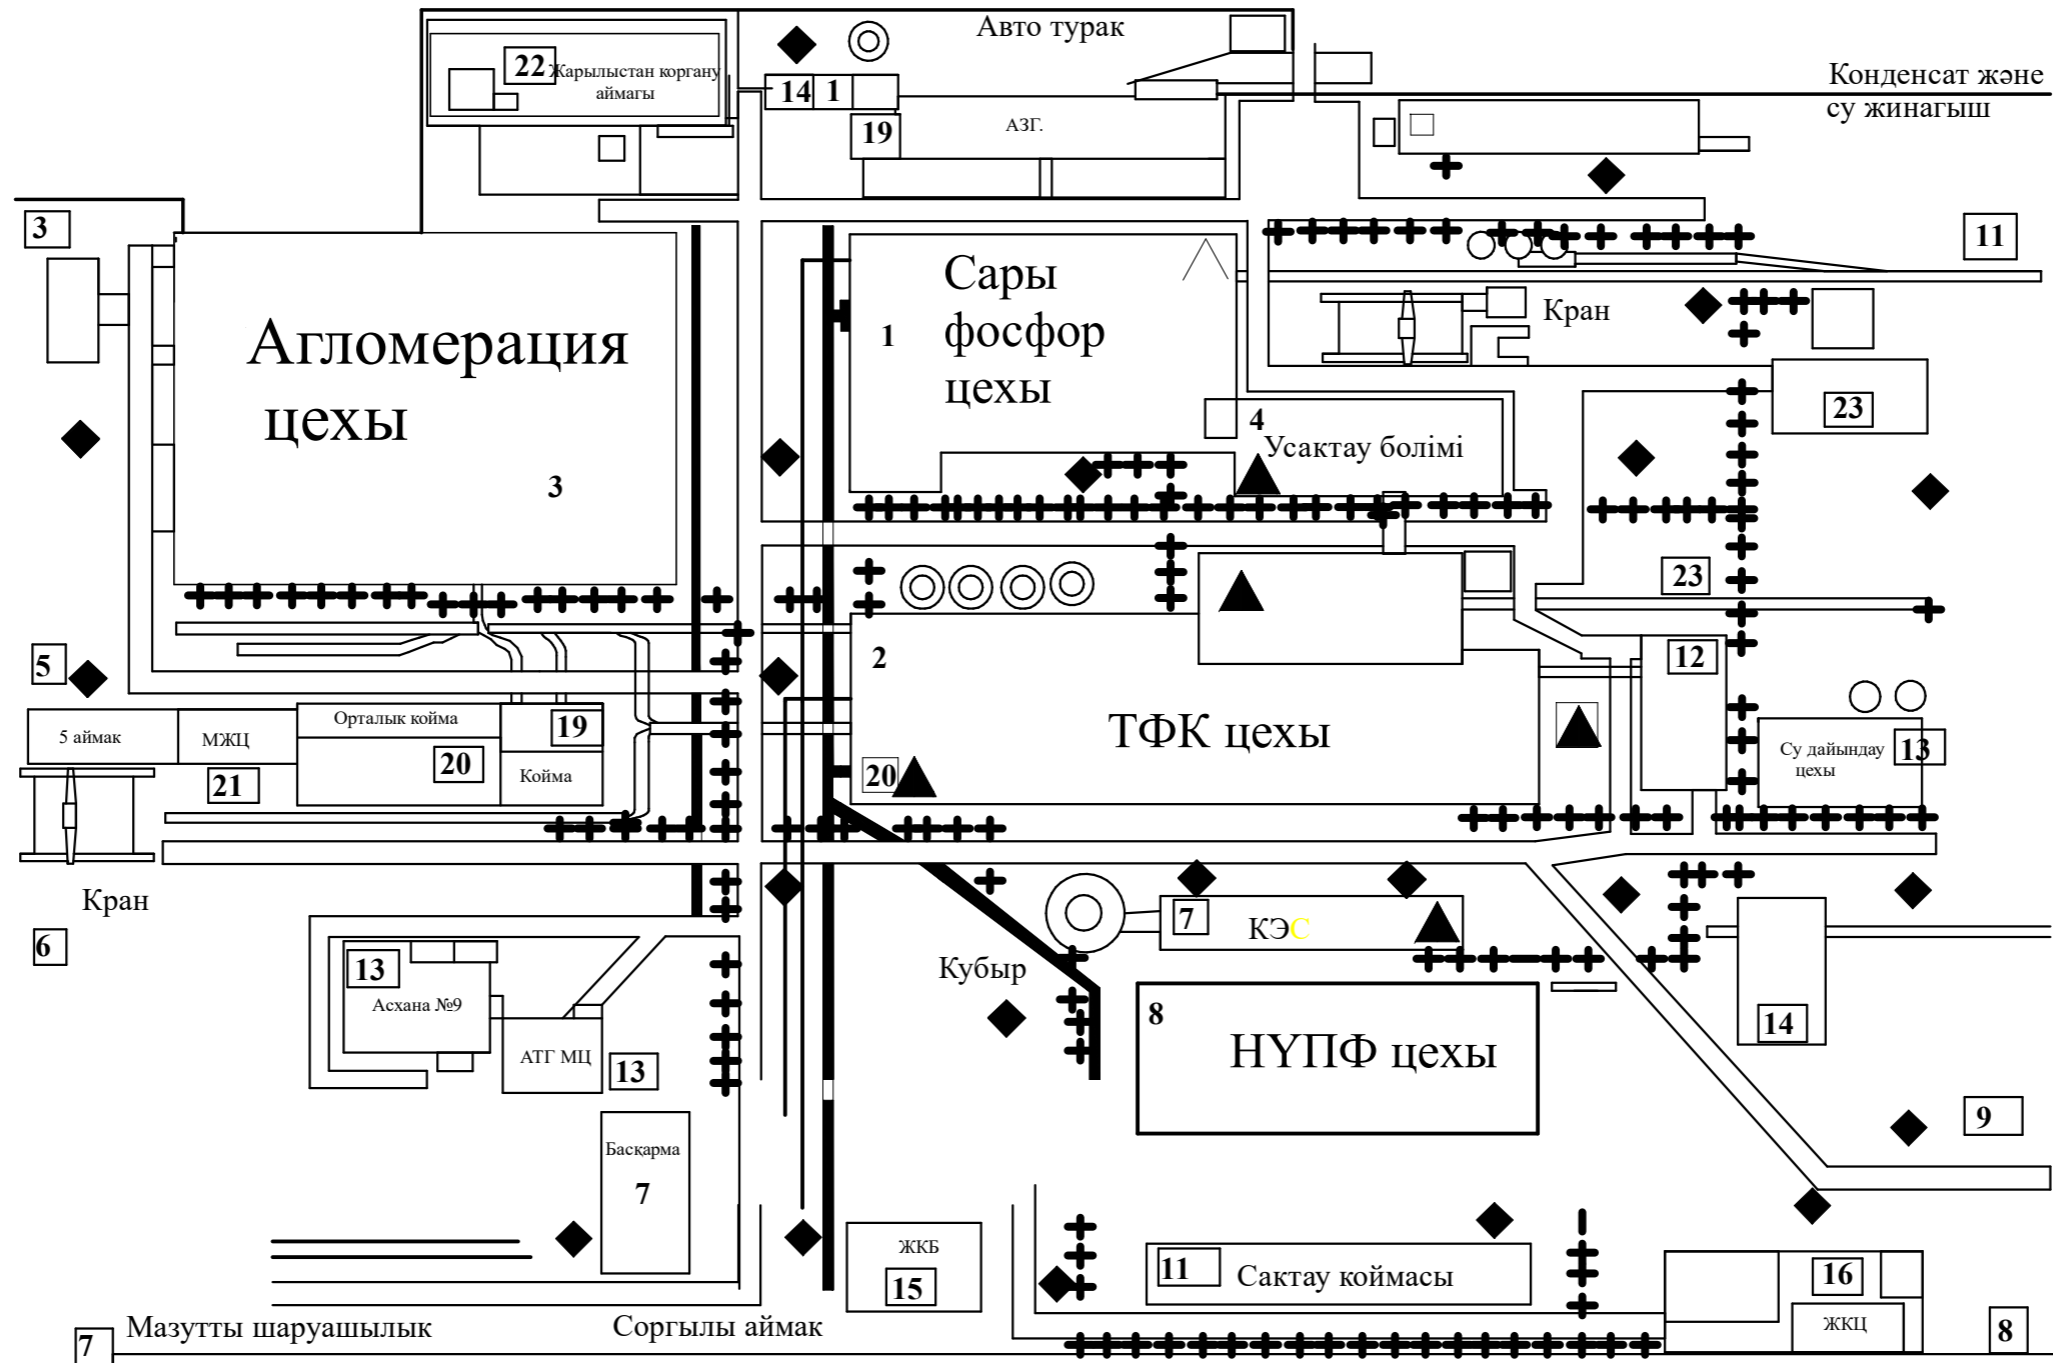 Авто турак
22
Жарылыстан коргану
аймагы
14
1
Конденсат және
су жинагыш
19
АЗГ.
3
11
Сары
фосфор
цехы
1
Кран
Агломерация
цехы
3
4
Усактау болімі
23
23
5
2
12
ТФК цехы
5 аймак
МЖЦ
Орталык койма
19
20
Койма
21
20
Су дайындау
цехы
13
Кран
6
7
КЭС
Кубыр
13
Асхана №9
АТГ МЦ
13
8
НҮПФ цехы
14
9
Басқарма
7
ЖКБ
15
11
Сактау коймасы
16
ЖКЦ
7
Мазутты шаруашылык
Соргылы аймак
8